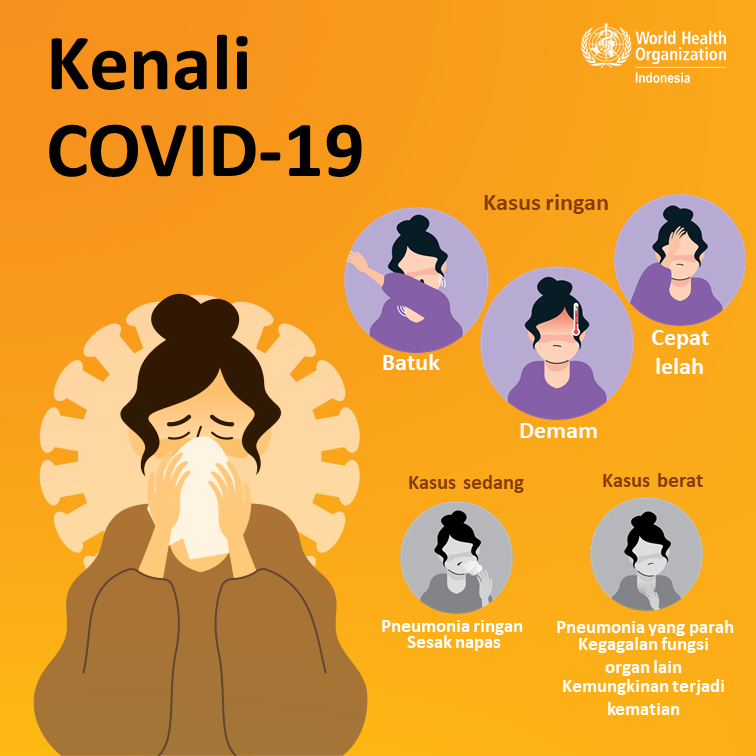 Kenali
COVID-19
World Health
Organization
Indonesia
Kasus ringan
Batuk
Demam
Cepat
lelah
Kasus sedang
Pneumonia ringan
Sesak napas
Kasus berat
Pneumonia yang parah
Kegagalan fungsi
organ lain
Kemungkinan terjadi
kematian